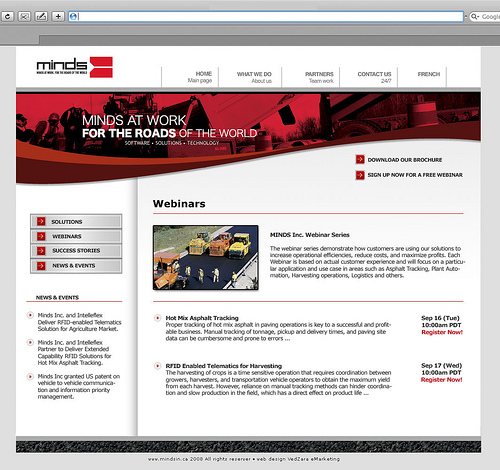 Google
minds
MINDS AT WORK. FOR THE ROADS OF THE WORLD
HOME
Main page
WHAT WE DO
About us
PARTNERS
Team work
CONTACT US
24/7
FRENCH
MINDS AT WORK
FOR THE ROADS OF THE WORLD
SOFTWARE • SOLUTIONS • TECHNOLOGY
DOWNLOAD OUR BROCHURE
SIGN UP NOW FOR A FREE WEBINAR
SOLUTIONS
WEBINARS
SUCCESS STORIES
NEWS & EVENTS
NEWS & EVENTS
Minds Inc. and Intelleflex
Deliver RFID-enabled Telematics
Solution for Agriculture Market.
Minds Inc. and Intelleflex
Partner to Deliver Extended
Capability RFID Solutions for
Hot Mix Asphalt Tracking.
Minds Inc granted US patent on
vehicle to vehicle communica-
tion and information priority
management.
Webinars
MINDS Inc. Webinar Series
The webinar series demonstrate how customers are using our solutions to
increase operational efficiencies, reduce costs, and maximize profits. Each
Webinar is based on actual customer experience and will focus on a particu-
lar application and use case in areas such as Asphalt Tracking, Plant Auto-
mation, Harvesting operations, Logistics and others.
Hot Mix Asphalt Tracking
Proper tracking of hot mix asphalt in paving operations is key to a successful and profit-
able business. Manual tracking of tonnage, pickup and delivery times, and paving site
data can be cumbersome and prone to errors ...
Sep 16 (Tue)
10:00am PDT
Register Now!
RFID Enabled Telematics for Harvesting
The harvesting of crops is a time sensitive operation that requires coordination between
growers, harvesters, and transportation vehicle operators to obtain the maximum yield
from each harvest. However, reliance on manual tracking methods can hinder coordina-
tion and slow production in the field, which has a direct effect on product life ...
Sep 17 (Wed)
10:00am PDT
Register Now!
www.mindsin.ca 2008 All rights reserver • web design VedZara eMarketing